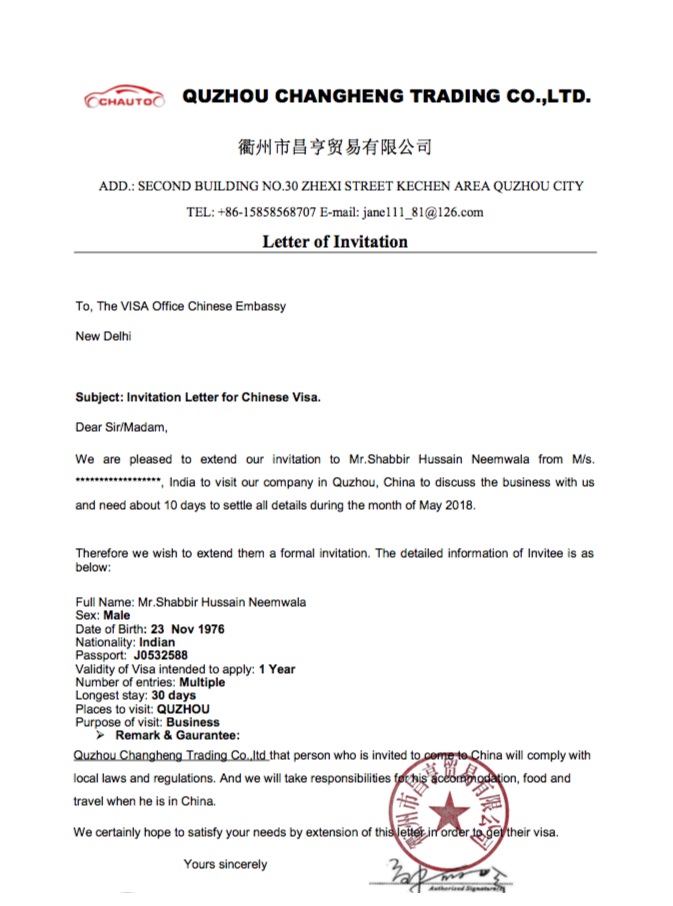 CHAUTO
QUZHOU CHANGHENG TRADING CO.,LTD.
衢州市昌亨贸易有限公司
ADD.: SECOND BUILDING NO.30 ZHEXI STREET KECHEN AREA QUZHOU CITY
TEL: +86-15858568707 E-mail: jane111_81@126.com
Letter of Invitation
To, The VISA Office Chinese Embassy
New Delhi
Subject: Invitation Letter for Chinese Visa.
Dear Sir/Madam,
We are pleased to extend our invitation to Mr.Shabbir Hussain Neemwala from M/s.
******************, India to visit our company in Quzhou, China to discuss the business with us
and need about 10 days to settle all details during the month of May 2018.
Therefore we wish to extend them a formal invitation. The detailed information of Invitee is as
below:
Full Name: Mr.Shabbir Hussain Neemwala
Sex: Male
Date of Birth: 23 Nov 1976
Nationality: Indian
Passport: J0532588
Validity of Visa intended to apply: 1 Year
Number of entries: Multiple
Longest stay: 30 days
Places to visit: QUZHOU
Purpose of visit: Business
➢ Remark & Gaurantee:
Quzhou Changheng Trading Co.,ltd that person who is invited to come to China will comply with
local laws and regulations. And we will take responsibilities for his accommodation, food and
travel when he is in China.
We certainly hope to satisfy your needs by extension of this letter in order to get their visa.
Yours sincerely
衢州市昌亨贸易有限公司
Authorized Signature(s)